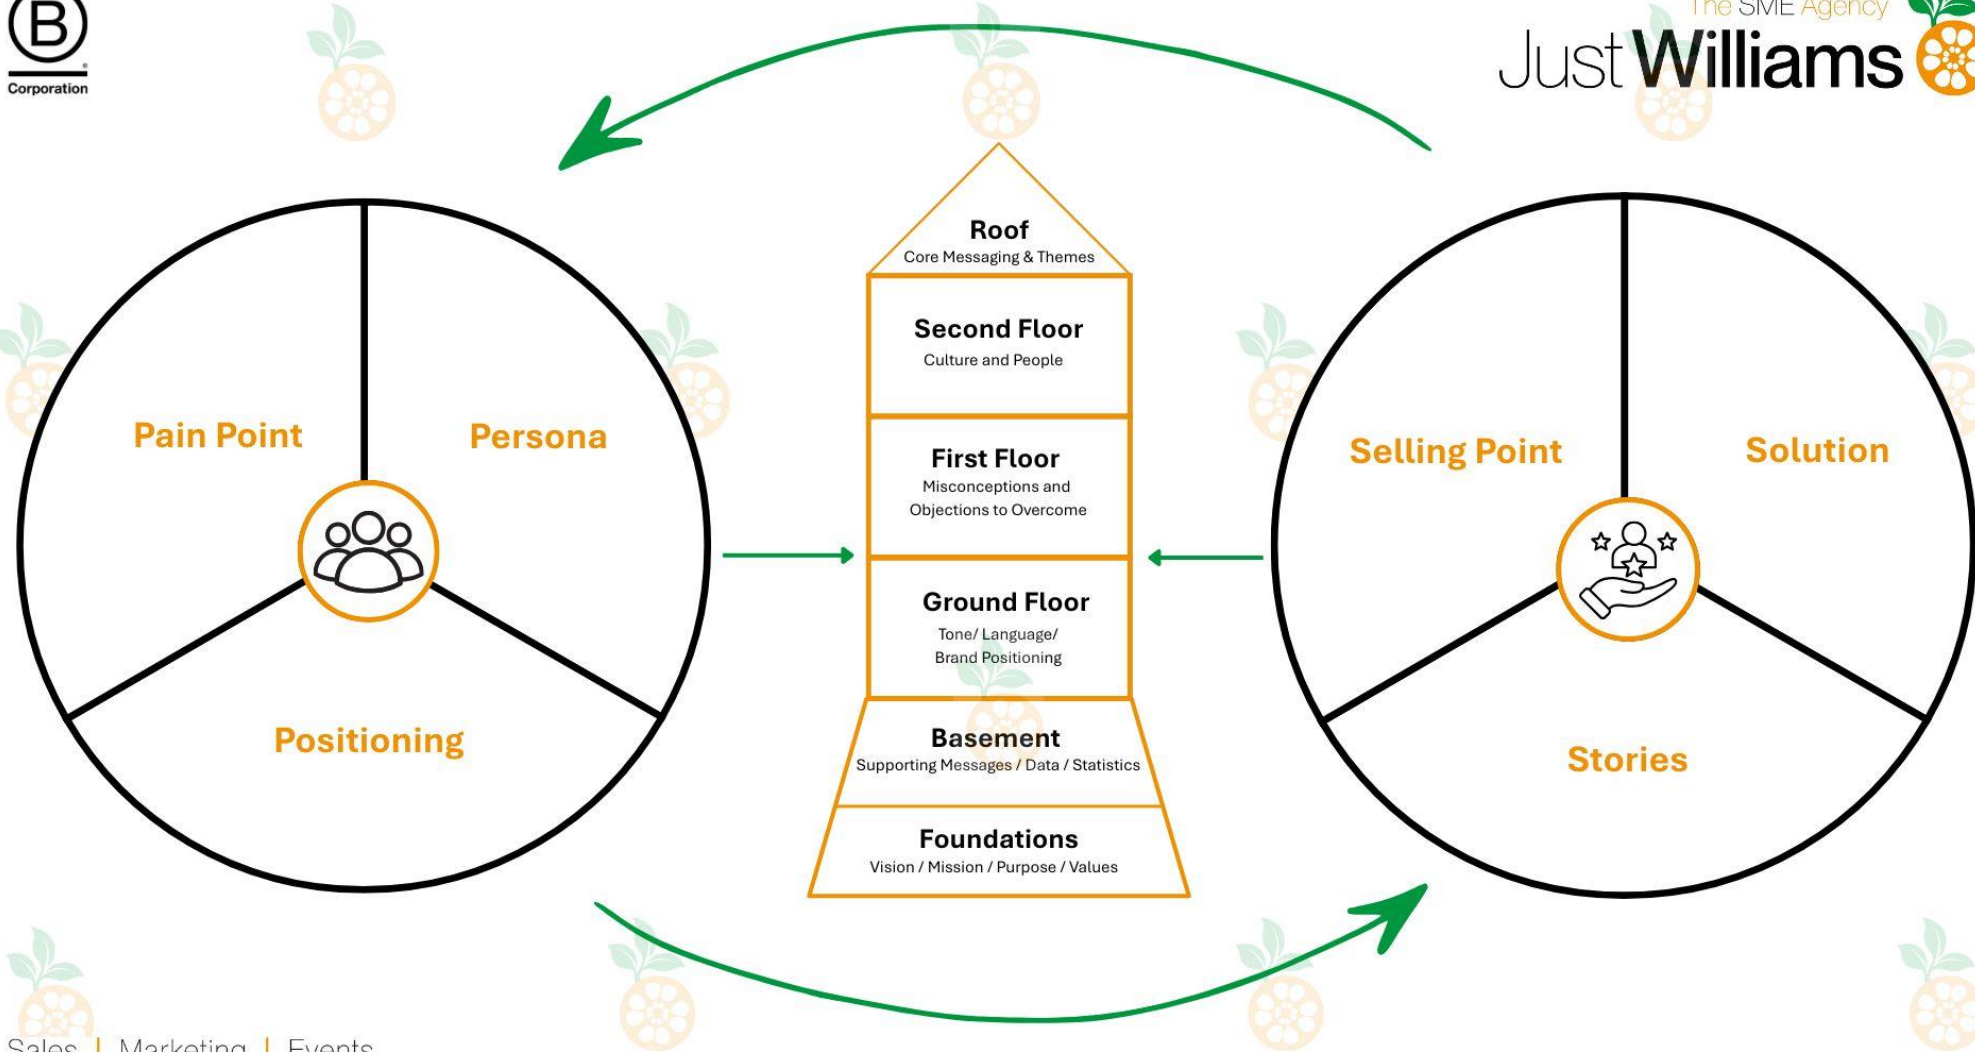 B
Corporation
The SME Agency
JustWilliams
Pain Point
Persona
Positioning
Roof
Core Messaging & Themes
Second Floor
Culture and People
First Floor
Misconceptions and
Objections to Overcome
Ground Floor
Tone/ Language/
Brand Positioning
Basement
Supporting Messages / Data / Statistics
Foundations
Vision / Mission / Purpose / Values
Selling Point
Solution
Stories
Sales | Marketing | Events